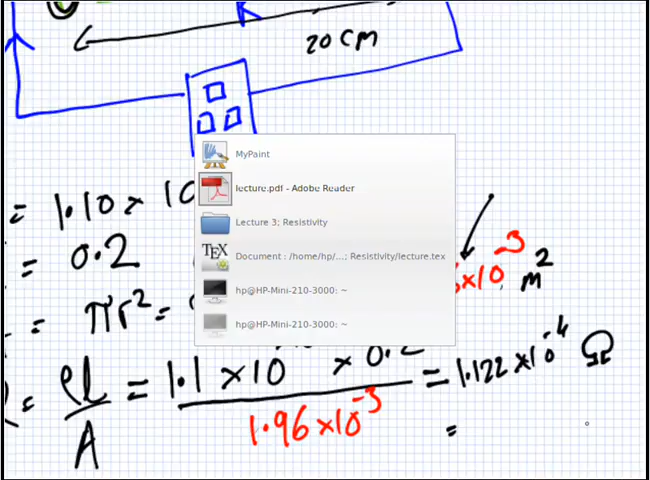 20 CM
MyPaint
lecture.pdf - Adobe Reader
= 1.10 × 10
Lecture 3; Resistivity
= 0.2
Document : /home/hp/...; Resistivity/lecture.tex
×10⁻³ m²
hp@HP-Mini-210-3000: ~
= πr² =
hp@HP-Mini-210-3000: ~
= ρl/A = 1.1 × 10 × 0.2 / 1.96 × 10⁻³ = 1.122 × 10⁻⁴ Ω
=